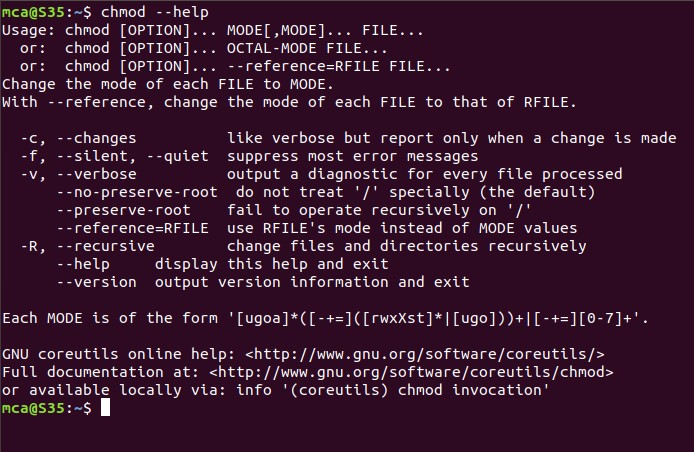 mca@S35:~$ chmod --help
Usage: chmod [OPTION]... MODE[,MODE]... FILE...
  or:  chmod [OPTION]... OCTAL-MODE FILE...
  or:  chmod [OPTION]... --reference=RFILE FILE...
Change the mode of each FILE to MODE.
With --reference, change the mode of each FILE to that of RFILE.

  -c, --changes          like verbose but report only when a change is made
  -f, --silent, --quiet  suppress most error messages
  -v, --verbose          output a diagnostic for every file processed
      --no-preserve-root  do not treat '/' specially (the default)
      --preserve-root    fail to operate recursively on '/'
      --reference=RFILE  use RFILE's mode instead of MODE values
  -R, --recursive        change files and directories recursively
      --help     display this help and exit
      --version  output version information and exit

Each MODE is of the form '[ugoa]*([-+=]([rwxXst]*|[ugo]))+|[-+=][0-7]+'.

GNU coreutils online help: <http://www.gnu.org/software/coreutils/>
Full documentation at: <http://www.gnu.org/software/coreutils/chmod>
or available locally via: info '(coreutils) chmod invocation'
mca@S35:~$